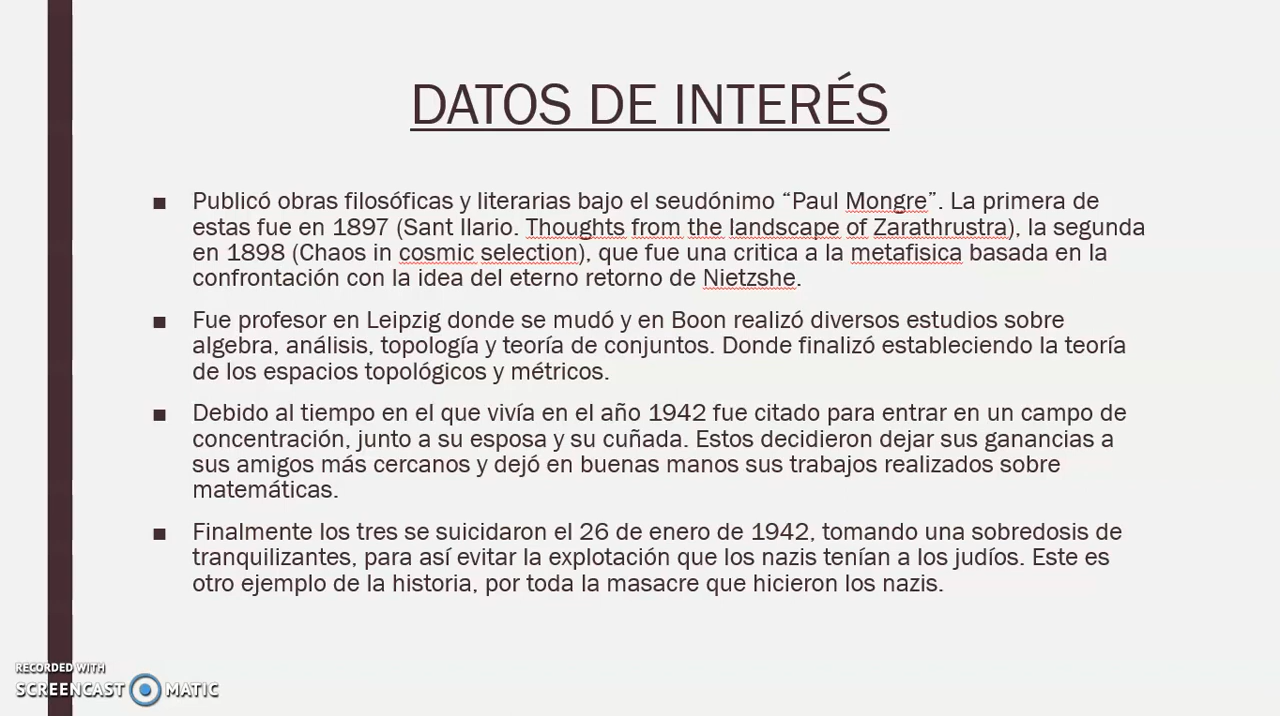 DATOS DE INTERÉS
▪ Publicó obras filosóficas y literarias bajo el seudónimo “Paul Mongre”. La primera de
estas fue en 1897 (Sant Ilario. Thoughts from the landscape of Zarathrustra), la segunda
en 1898 (Chaos in cosmic selection), que fue una critica a la metafisica basada en la
confrontación con la idea del eterno retorno de Nietzshe.
▪ Fue profesor en Leipzig donde se mudó y en Boon realizó diversos estudios sobre
algebra, análisis, topología y teoría de conjuntos. Donde finalizó estableciendo la teoría
de los espacios topológicos y métricos.
▪ Debido al tiempo en el que vivía en el año 1942 fue citado para entrar en un campo de
concentración, junto a su esposa y su cuñada. Estos decidieron dejar sus ganancias a
sus amigos más cercanos y dejó en buenas manos sus trabajos realizados sobre
matemáticas.
▪ Finalmente los tres se suicidaron el 26 de enero de 1942, tomando una sobredosis de
tranquilizantes, para así evitar la explotación que los nazis tenían a los judíos. Este es
otro ejemplo de la historia, por toda la masacre que hicieron los nazis.
RECORDED WITH
SCREENCAST MATIC